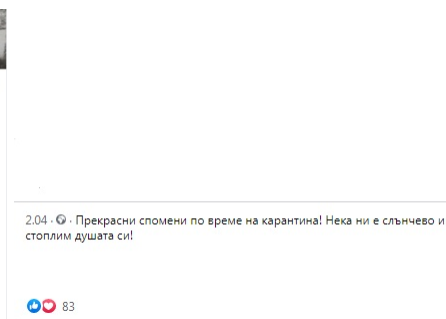 2.04 · · Прекрасни спомени по време на карантина! Нека ни е слънчево и
стоплим душата си!
83